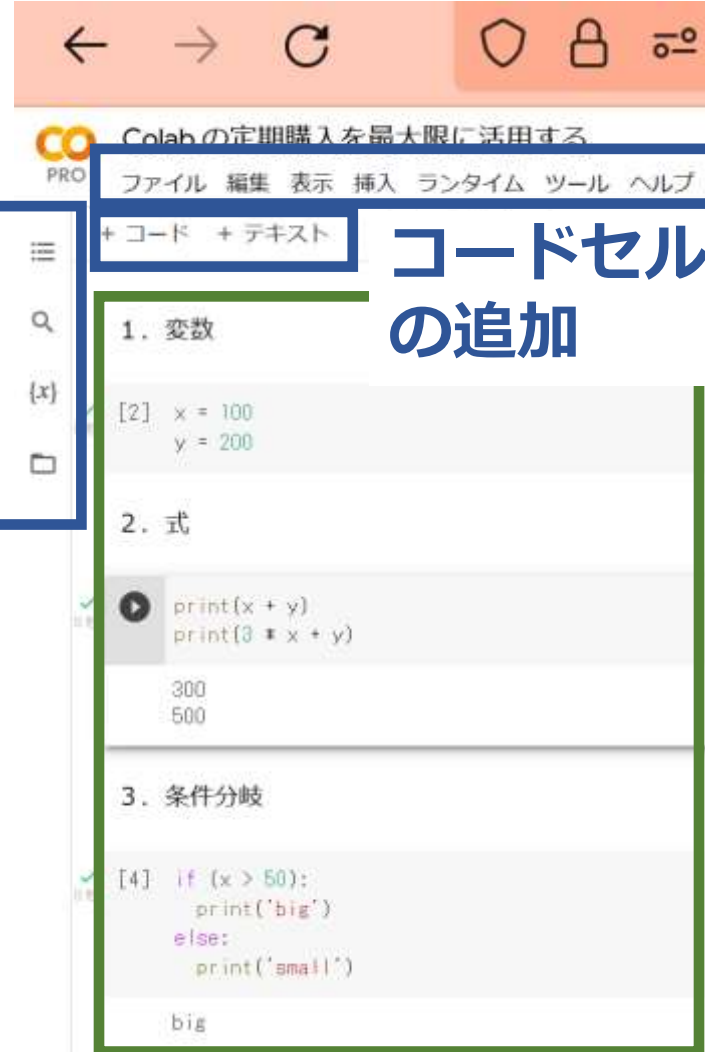 CO
PRO
Colab の定期購入を最大限に活用する
ファイル 編集 表示 挿入 ランタイム ツール ヘルプ
+ コード + テキスト
コードセル
の追加
{x}
1. 変数
[2] x = 100
y = 200
2. 式
print(x + y)
print(3 * x + y)
300
500
3. 条件分岐
[4] if (x > 50):
print('big')
else:
print('small')
big